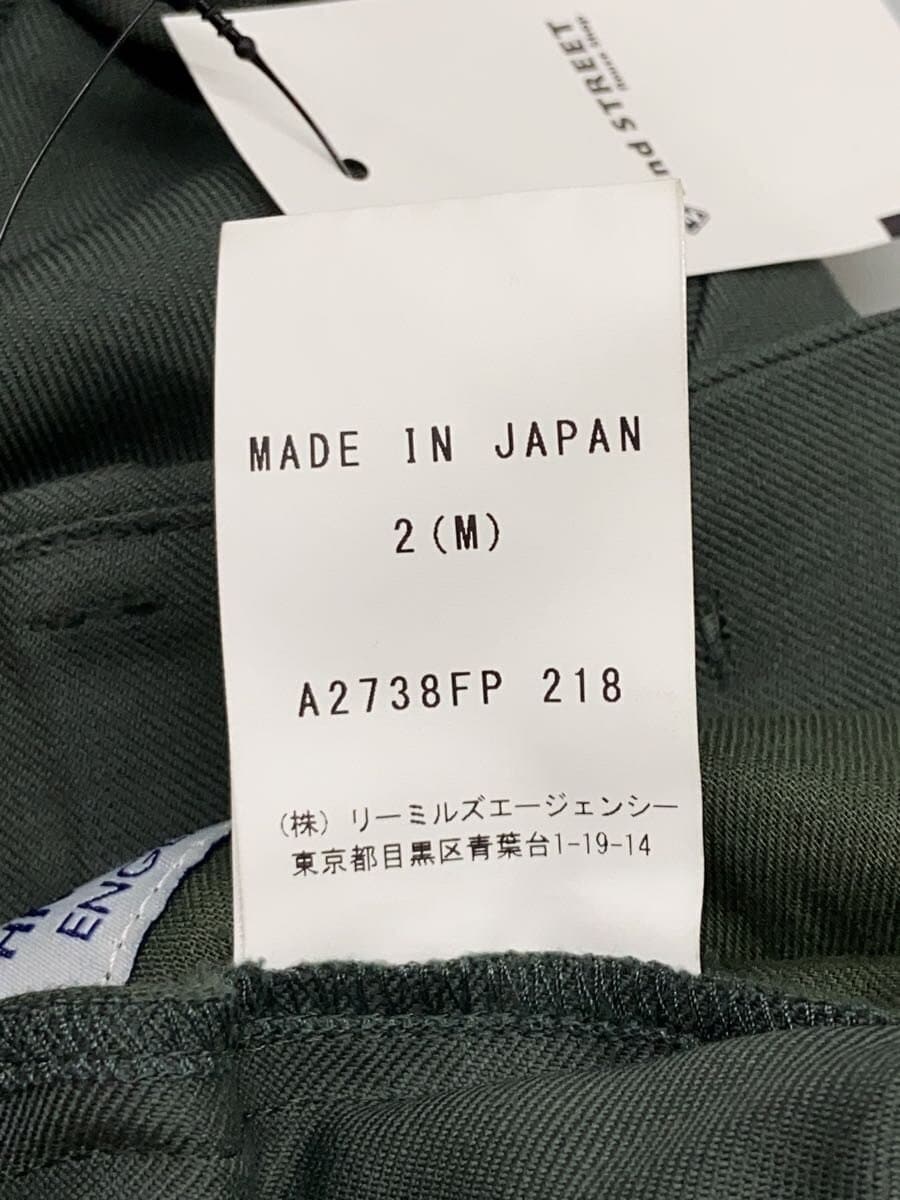 nd STREET
MADE IN JAPAN
2(M)
A2738FP 218
(株)リーミルズエージェンシー
東京都目黒区青葉台1-19-14
ENG